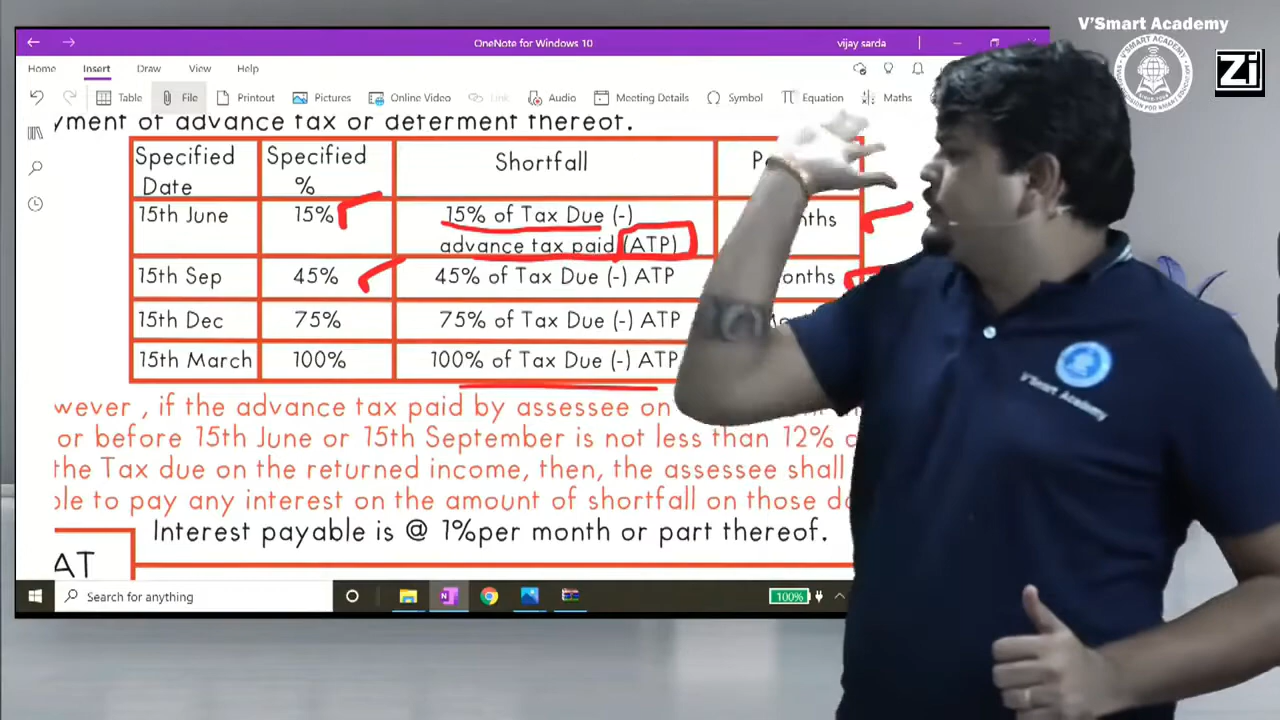 V'Smart Academy
OneNote for Windows 10
vijay sarda
Home Insert Draw View Help
Table File Printout Pictures Online Video Link Audio Meeting Details Symbol Equation Maths
yment of advance tax or deferment thereof.
Specified Date Specified % Shortfall
15th June 15% 15% of Tax Due (-) advance tax paid (ATP) nths
15th Sep 45% 45% of Tax Due (-) ATP onths
15th Dec 75% 75% of Tax Due (-) ATP
15th March 100% 100% of Tax Due (-) ATP
wever , if the advance tax paid by assessee on
or before 15th June or 15th September is not less than 12%
the Tax due on the returned income, then, the assessee shall
ble to pay any interest on the amount of shortfall on those
Interest payable is @ 1%per month or part thereof.
AT
Search for anything
100%
Zi
V'Smart Academy